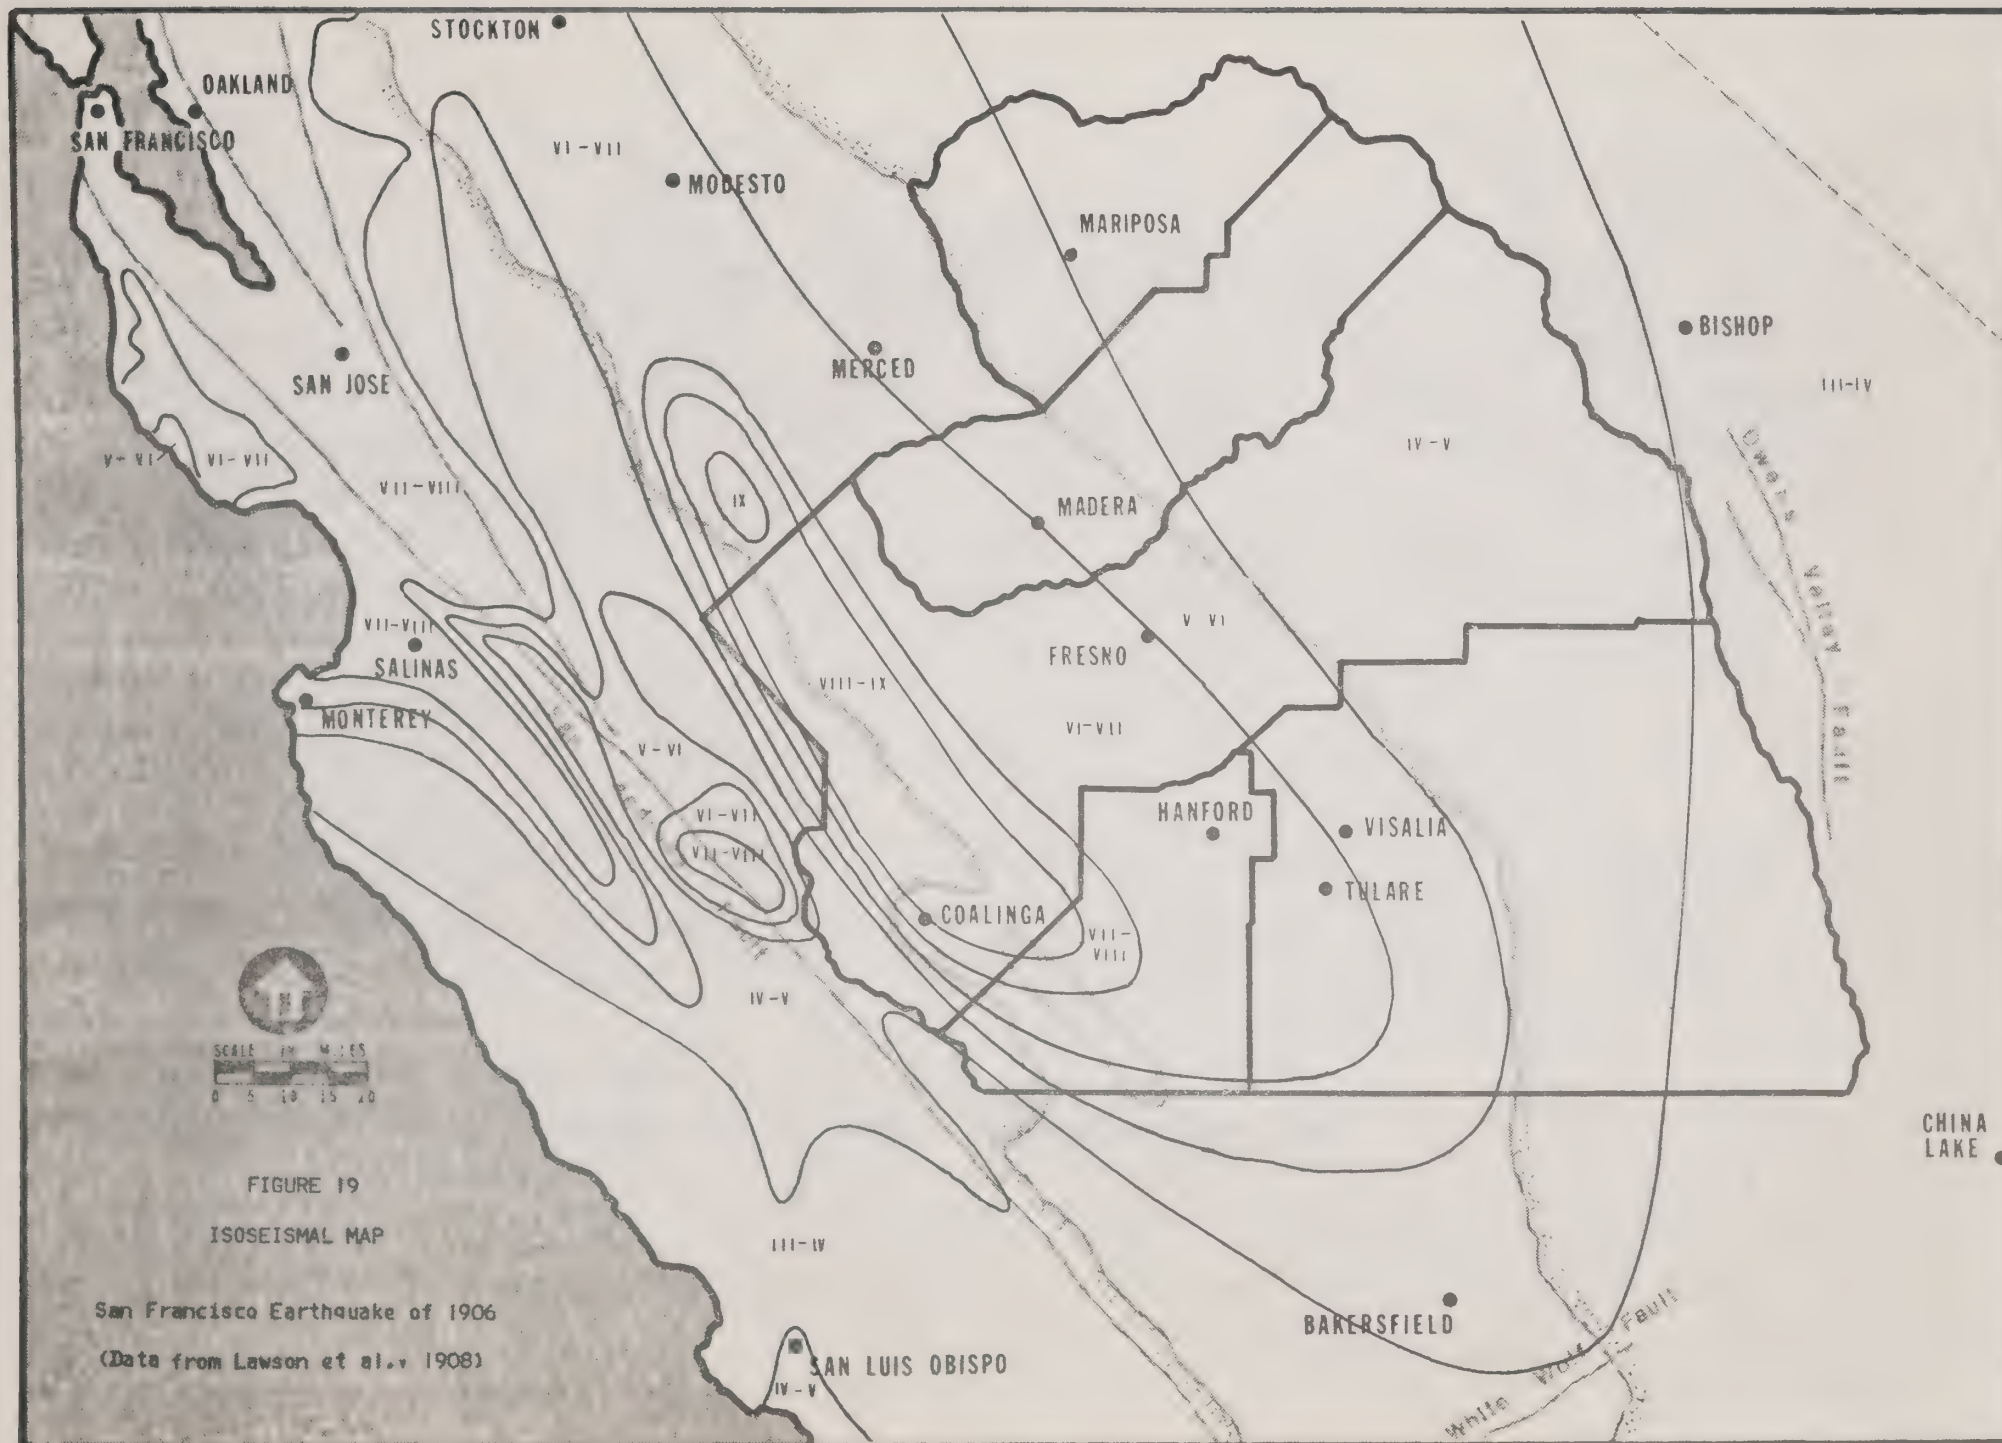 STOCKTON
OAKLAND
SAN FRANCISCO
VI-VII
MODESTO
MARIPOSA
BISHOP
MERCED
SAN JOSE
III-IV
IV-V
V-VI
VI-VII
VII-VIII
IX
MADERA
Owens Valley Fault
VII-VIII
SALINAS
V VI
FRESNO
VIII-IX
MONTEREY
VI-VII
V-VI
VI-VII
HANFORD
VISALIA
VII-VIII
TULARE
COALINGA
VII-
VIII
IV-V
SCALE IN MILES
0 5 10 15 20
CHINA
LAKE
FIGURE 19
ISOSEISMAL MAP
III-IV
San Francisco Earthquake of 1906
(Data from Lawson et al., 1908)
BAKERSFIELD
White Wolf Fault
SAN LUIS OBISPO
IV-V